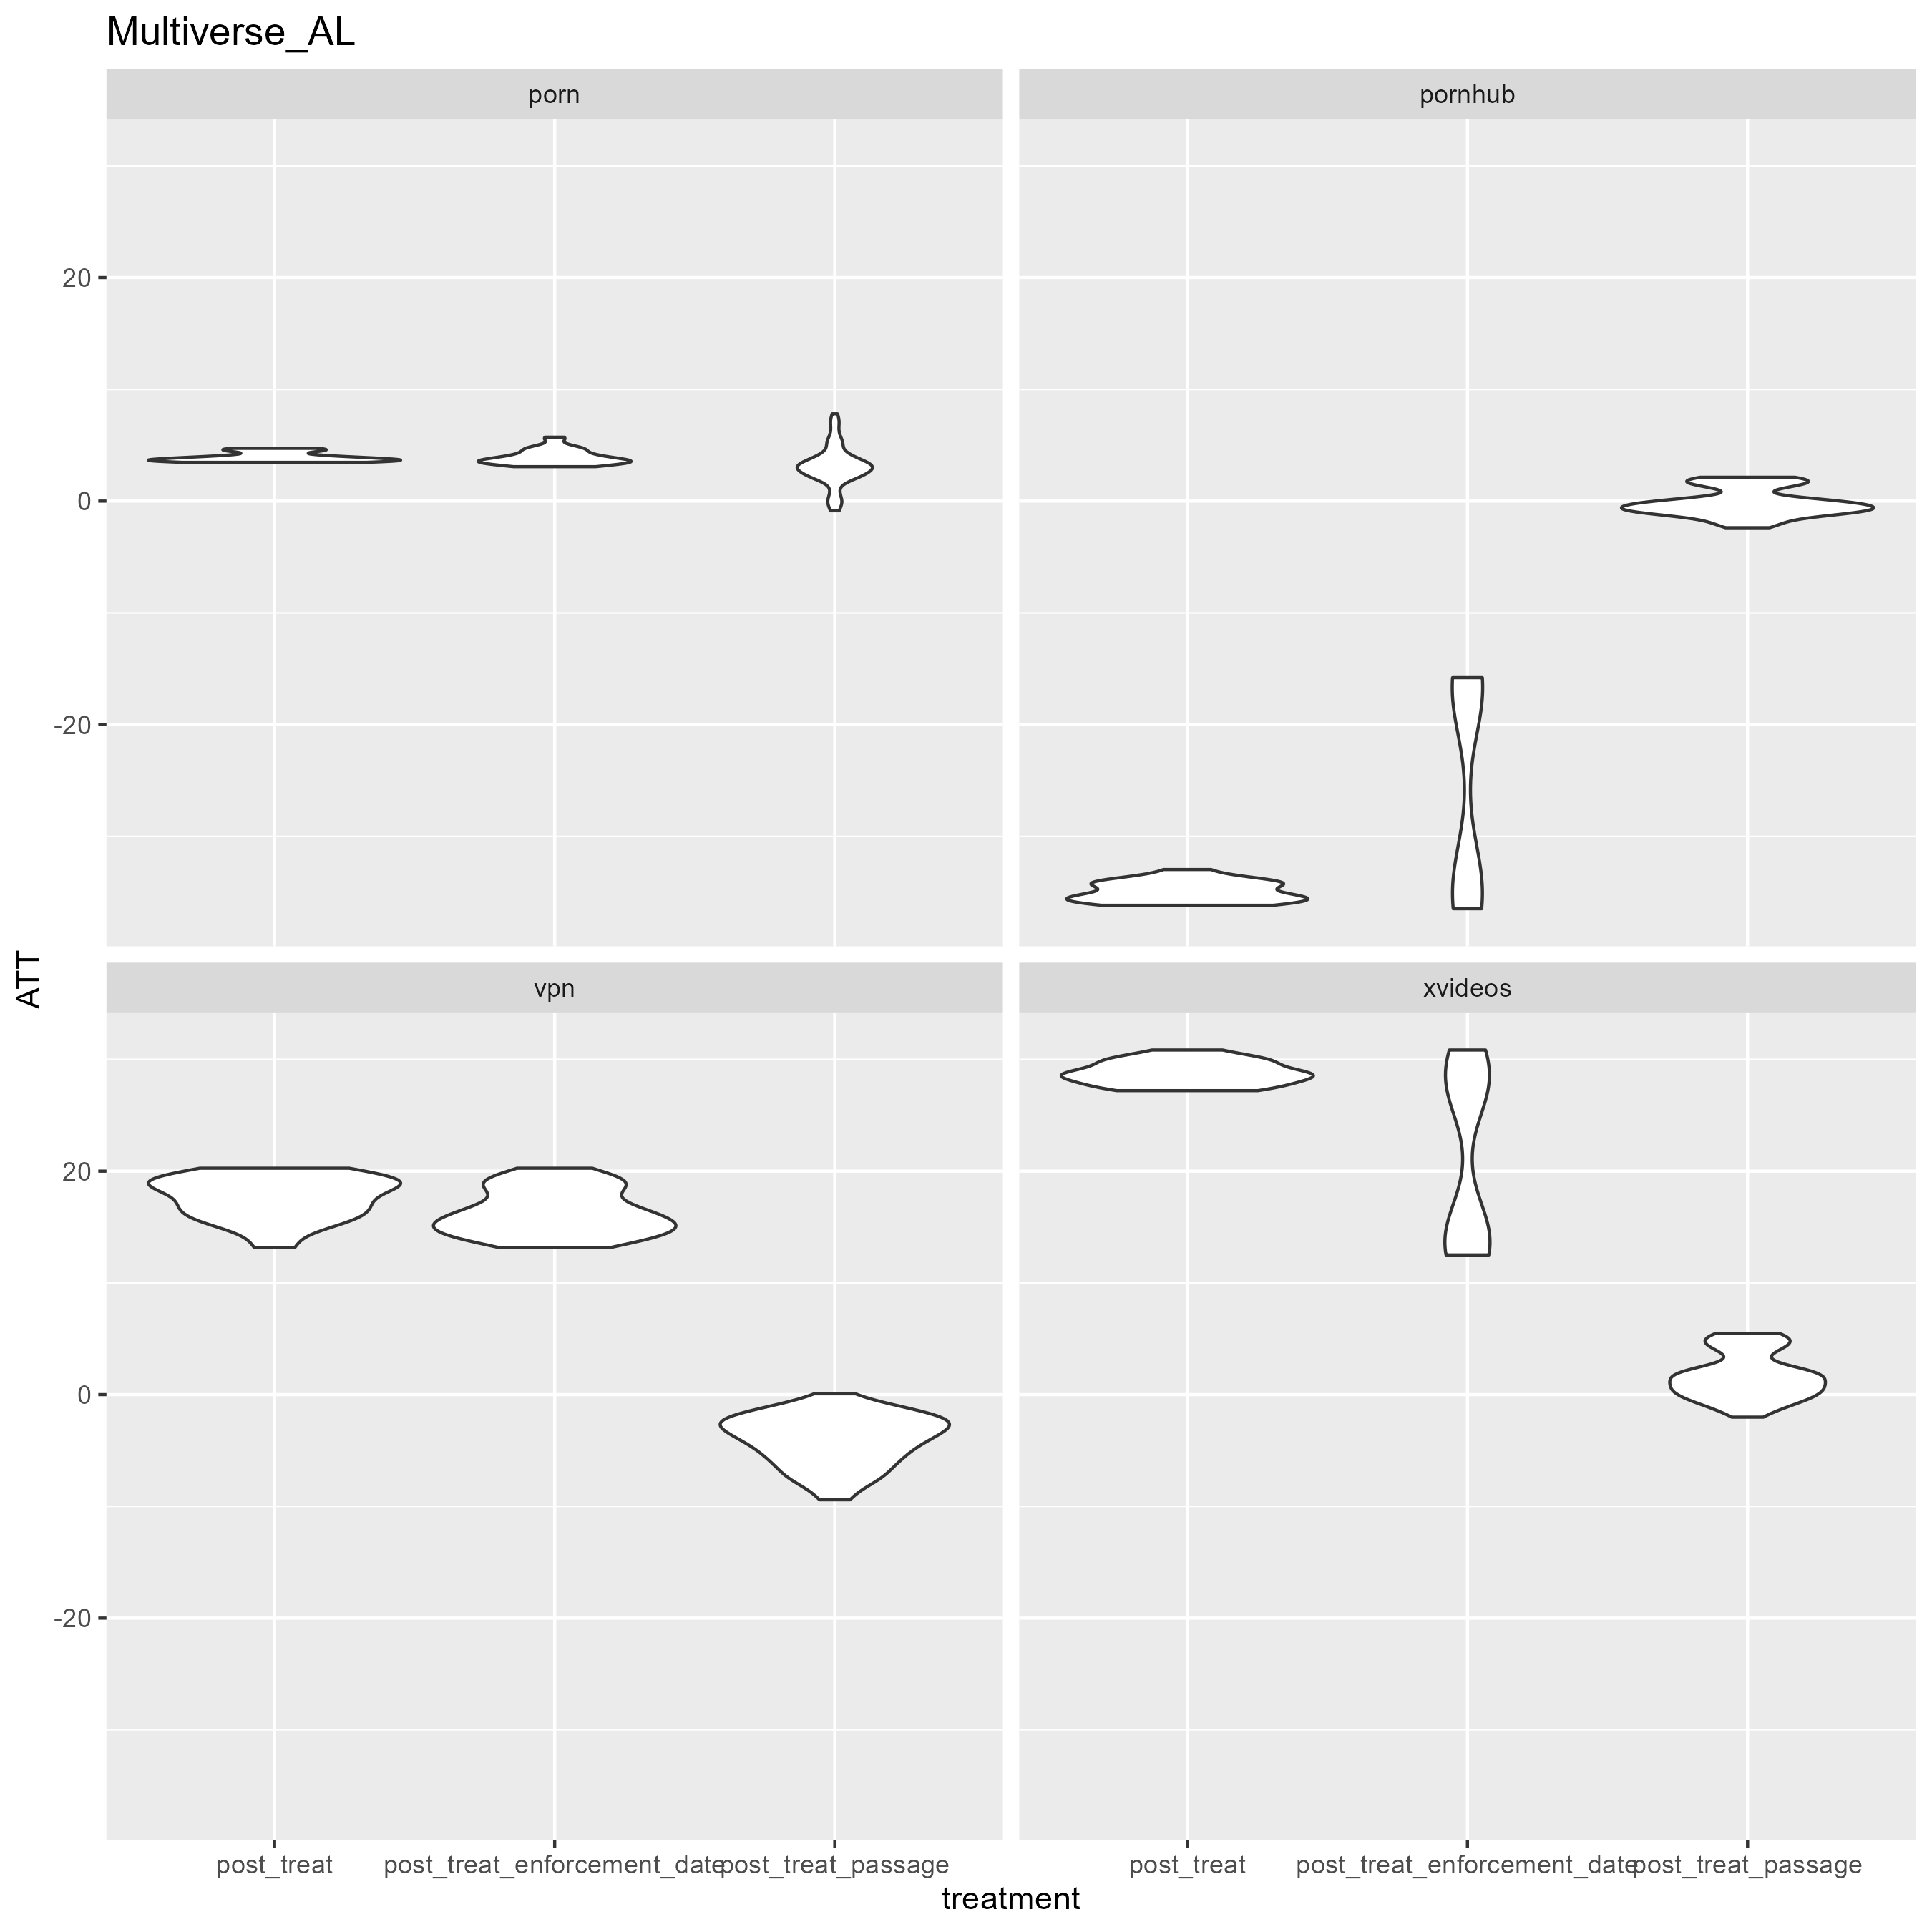 Multiverse_AL
porn
pornhub
20
0
-20
ATT
vpn
xvideos
20
0
-20
post_treat
post_treat_enforcement_date
post_treat_passage
post_treat
post_treat_enforcement_date
post_treat_passage
treatment